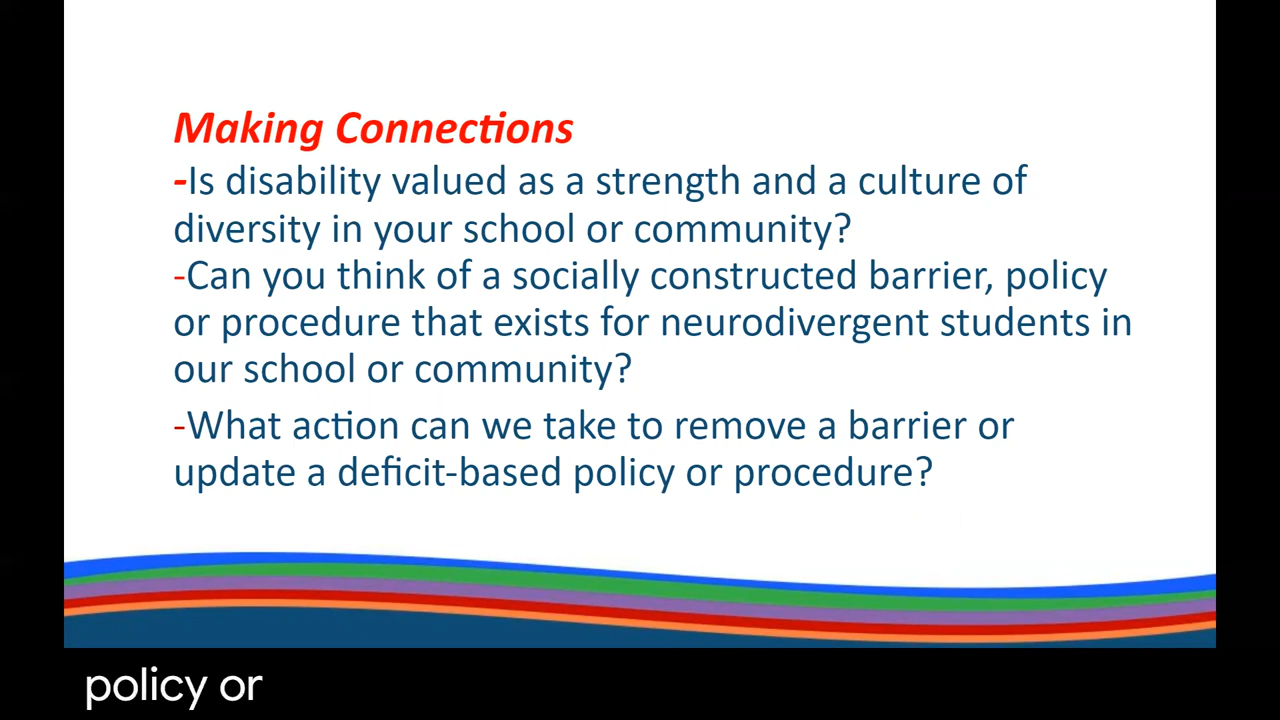 Making Connections
-Is disability valued as a strength and a culture of
diversity in your school or community?
-Can you think of a socially constructed barrier, policy
or procedure that exists for neurodivergent students in
our school or community?
-What action can we take to remove a barrier or
update a deficit-based policy or procedure?
policy or